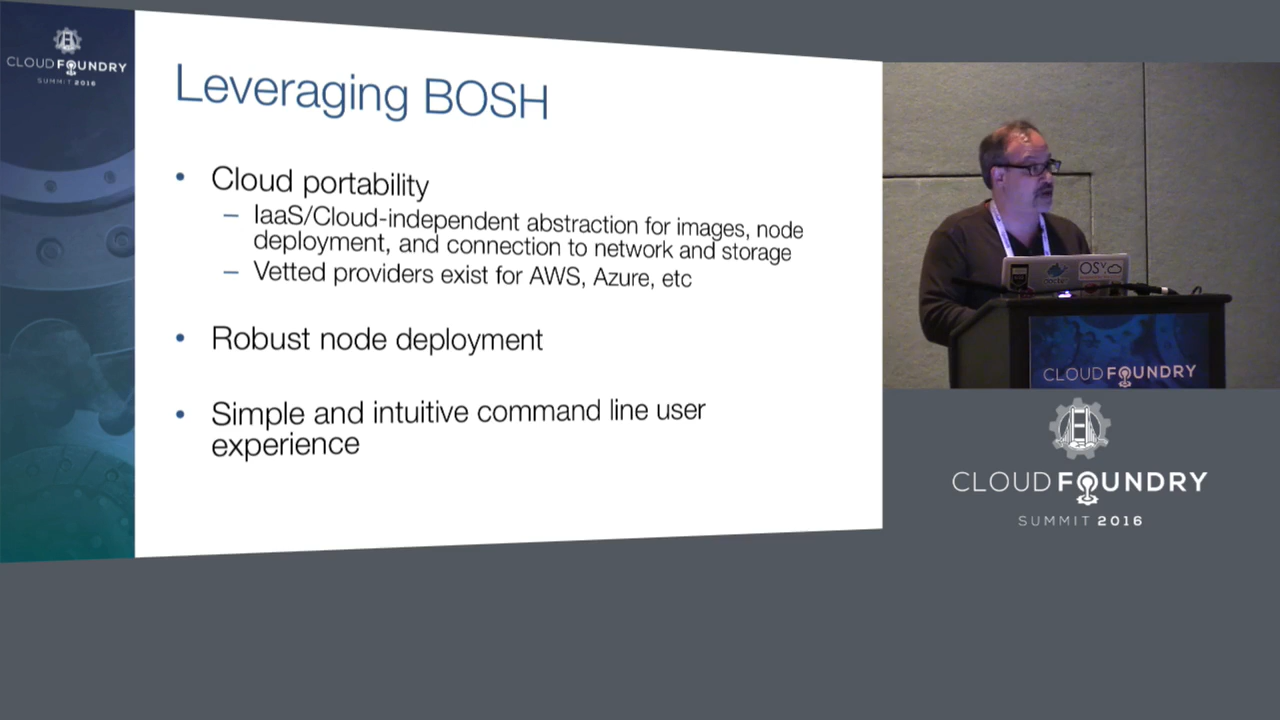 CLOUD FOUNDRY
SUMMIT 2016
Leveraging BOSH
• Cloud portability
– IaaS/Cloud-independent abstraction for images, node
deployment, and connection to network and storage
– Vetted providers exist for AWS, Azure, etc
• Robust node deployment
• Simple and intuitive command line user
experience
OSv
CLOUD FOUNDRY
CLOUD FOUNDRY
SUMMIT 2016